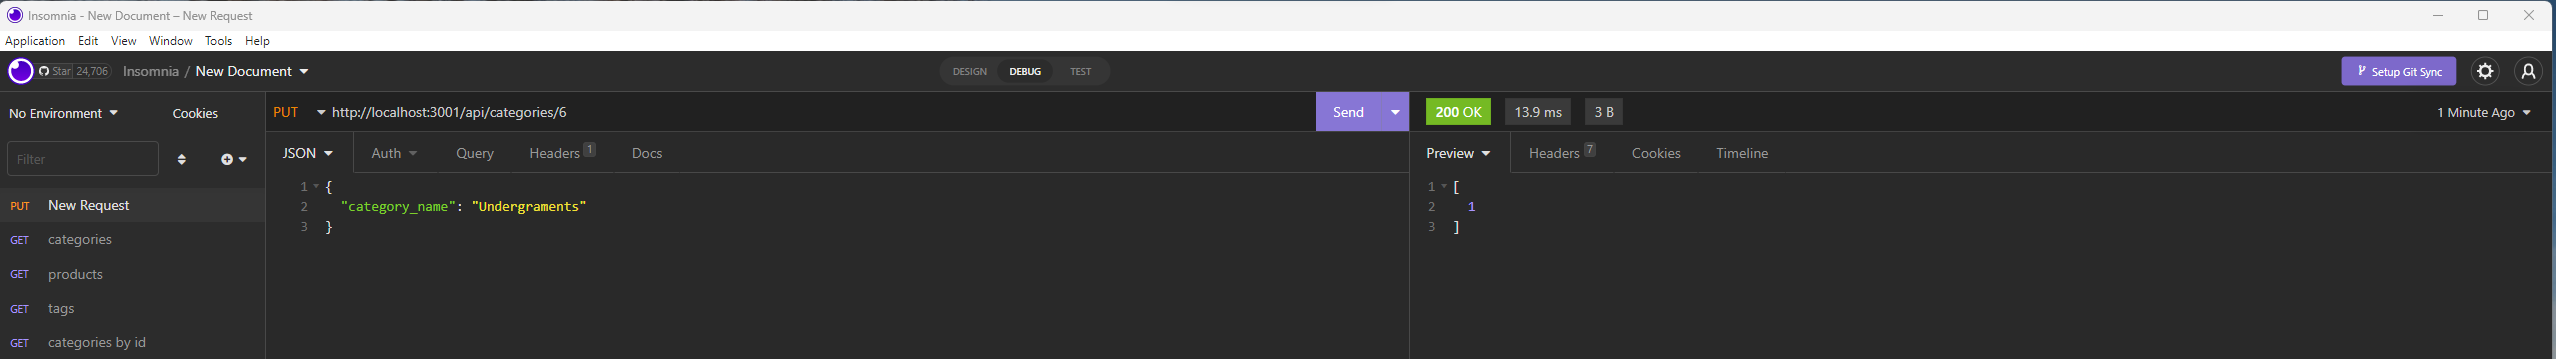 Insomnia - New Document – New Request
Application Edit View Window Tools Help
Star 24,706 Insomnia / New Document DESIGN DEBUG TEST Setup Git Sync
No Environment Cookies PUT http://localhost:3001/api/categories/6 Send 200 OK 13.9 ms 3 B 1 Minute Ago
Filter JSON Auth Query Headers 1 Docs Preview Headers 7 Cookies Timeline
PUT New Request
GET categories
GET products
GET tags
GET categories by id
1 {
2 "category_name": "Undergraments"
3 }
1 [
2 1
3 ]